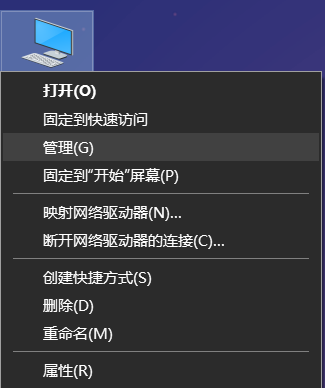 打开(O)
固定到快速访问
管理(G)
固定到"开始"屏幕(P)
映射网络驱动器(N)...
断开网络驱动器的连接(C)...
创建快捷方式(S)
删除(D)
重命名(M)
属性(R)